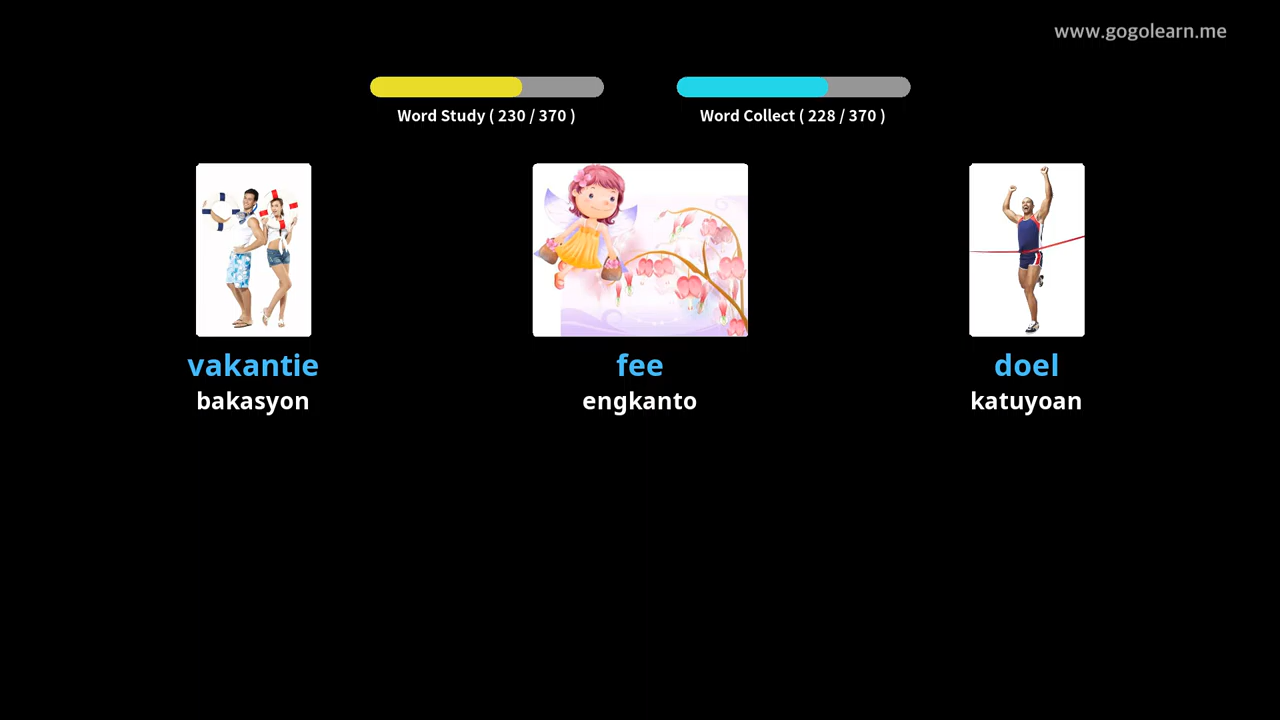 www.gogolearn.me
Word Study ( 230 / 370 )
Word Collect ( 228 / 370 )
vakantie
bakasyon
fee
engkanto
doel
katuyoan